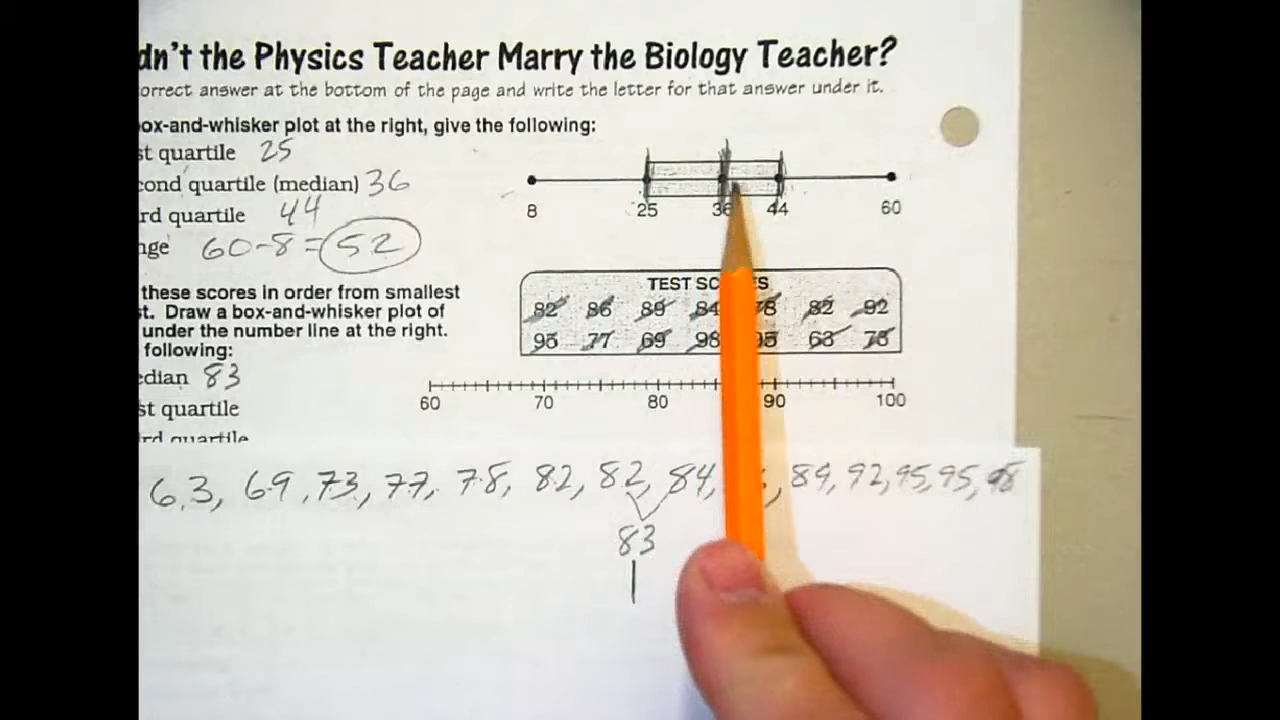 dn't the Physics Teacher Marry the Biology Teacher?
orrect answer at the bottom of the page and write the letter for that answer under it.
ox-and-whisker plot at the right, give the following:
st quartile 25
cond quartile (median) 36
rd quartile 44
nge 60-8=52
8 25 36 44 60
these scores in order from smallest
t. Draw a box-and-whisker plot of
under the number line at the right.
following:
edian 83
st quartile
rd quartile
TEST SC S
82 86 89 84 78 82 92
95 77 69 98 95 63 73
60 70 80 90 100
63, 69, 73, 77, 78, 82, 82, 84, 89, 92, 95, 95, 98
83